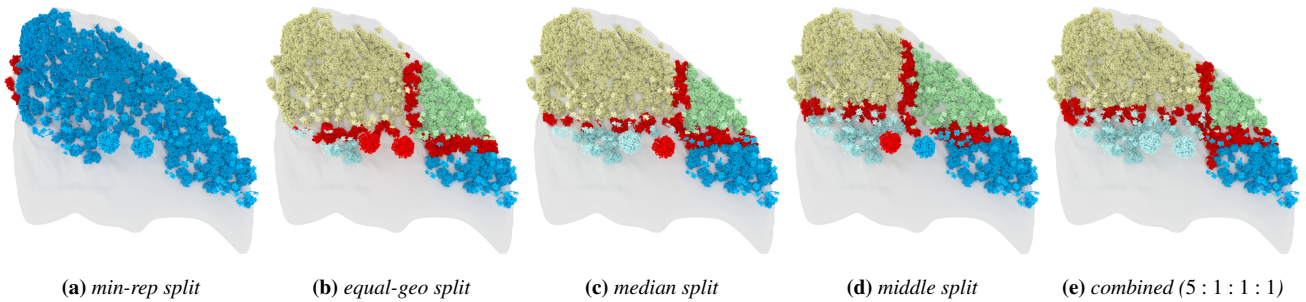 (a) min-rep split
(b) equal-geo split
(c) median split
(d) middle split
(e) combined (5 : 1 : 1 : 1)